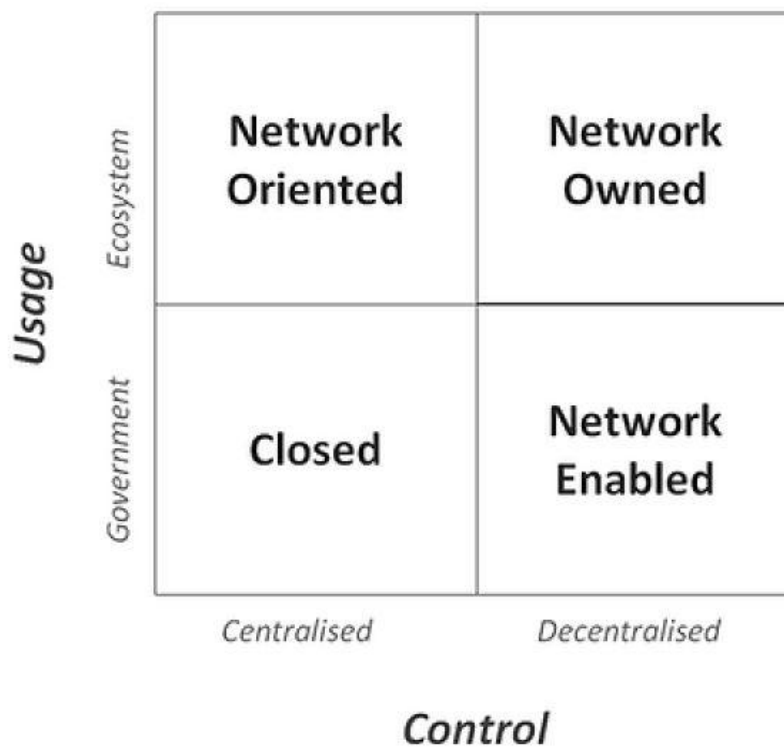 Usage
Ecosystem
Network
Oriented
Network
Owned
Government
Closed
Network
Enabled
Centralised
Decentralised
Control